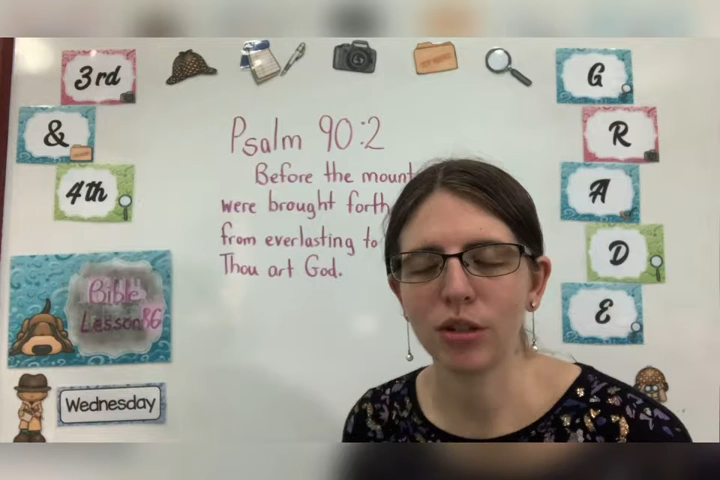 3rd
&
4th
G
R
A
D
E
Psalm 90:2
Before the mount
were brought forth
from everlasting to
Thou art God.
Bible
Lesson 86
Wednesday